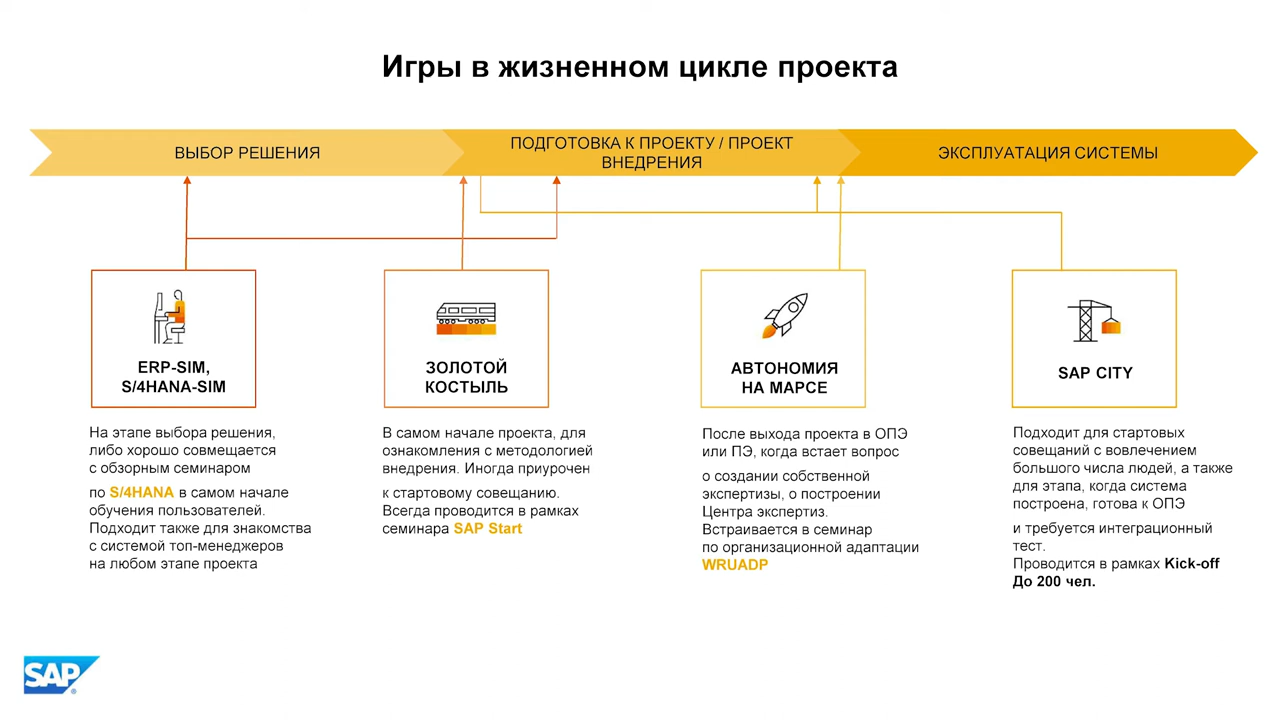 Игры в жизненном цикле проекта
ВЫБОР РЕШЕНИЯ
ПОДГОТОВКА К ПРОЕКТУ / ПРОЕКТ
ВНЕДРЕНИЯ
ЭКСПЛУАТАЦИЯ СИСТЕМЫ
ERP-SIM,
S/4HANA-SIM
На этапе выбора решения,
либо хорошо совмещается
с обзорным семинаром
по S/4HANA в самом начале
обучения пользователей.
Подходит также для знакомства
с системой топ-менеджеров
на любом этапе проекта
ЗОЛОТОЙ
КОСТЫЛЬ
В самом начале проекта, для
ознакомления с методологией
внедрения. Иногда приурочен
к стартовому совещанию.
Всегда проводится в рамках
семинара SAP Start
АВТОНОМИЯ
НА МАРСЕ
После выхода проекта в ОПЭ
или ПЭ, когда встает вопрос
о создании собственной
экспертизы, о построении
Центра экспертиз.
Встраивается в семинар
по организационной адаптации
WRUADP
SAP CITY
Подходит для стартовых
совещаний с вовлечением
большого числа людей, а также
для этапа, когда система
построена, готова к ОПЭ
и требуется интеграционный
тест.
Проводится в рамках Kick-off
До 200 чел.
SAP